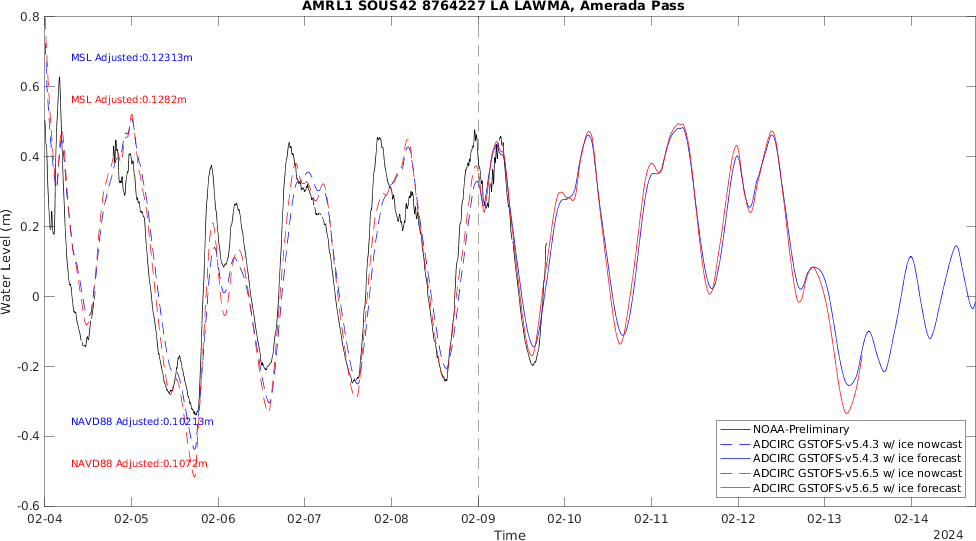 AMRL1 SOUS42 8764227 LA LAWMA, Amerada Pass
0.8
0.6
0.4
0.2
0
-0.2
-0.4
-0.6
Water Level (m)
MSL Adjusted:0.12313m
MSL Adjusted:0.1282m
NAVD88 Adjusted:0.10213m
NAVD88 Adjusted:0.1072m
NOAA-Preliminary
ADCIRC GSTOFS-v5.4.3 w/ ice nowcast
ADCIRC GSTOFS-v5.4.3 w/ ice forecast
ADCIRC GSTOFS-v5.6.5 w/ ice nowcast
ADCIRC GSTOFS-v5.6.5 w/ ice forecast
02-04 02-05 02-06 02-07 02-08 02-09 02-10 02-11 02-12 02-13 02-14
Time
2024